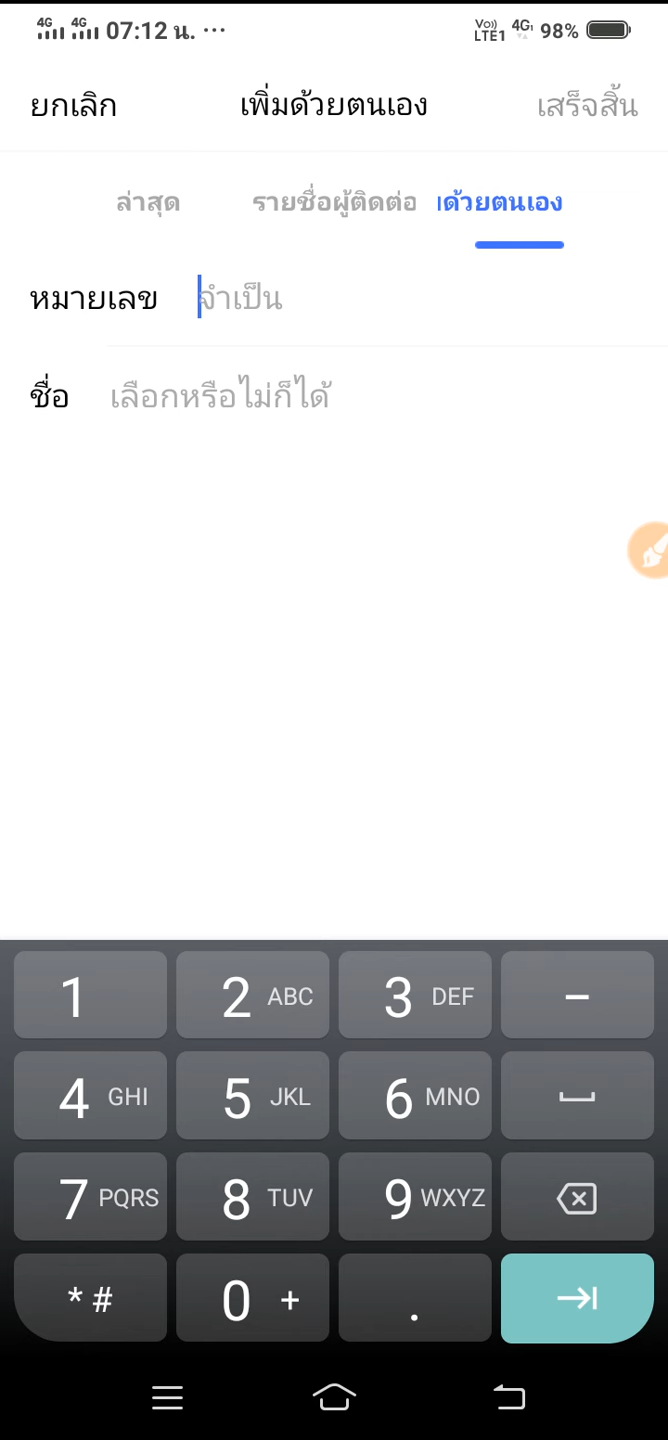 4G 4G 07:12 น. ... Vo)) LTE1 4G 98%
ยกเลิก เพิ่มด้วยตนเอง เสร็จสิ้น
ล่าสุด รายชื่อผู้ติดต่อ ด้วยตนเอง
หมายเลข จำเป็น
ชื่อ เลือกหรือไม่ก็ได้
1 2 ABC 3 DEF -
4 GHI 5 JKL 6 MNO
7 PQRS 8 TUV 9 WXYZ
* # 0 + .